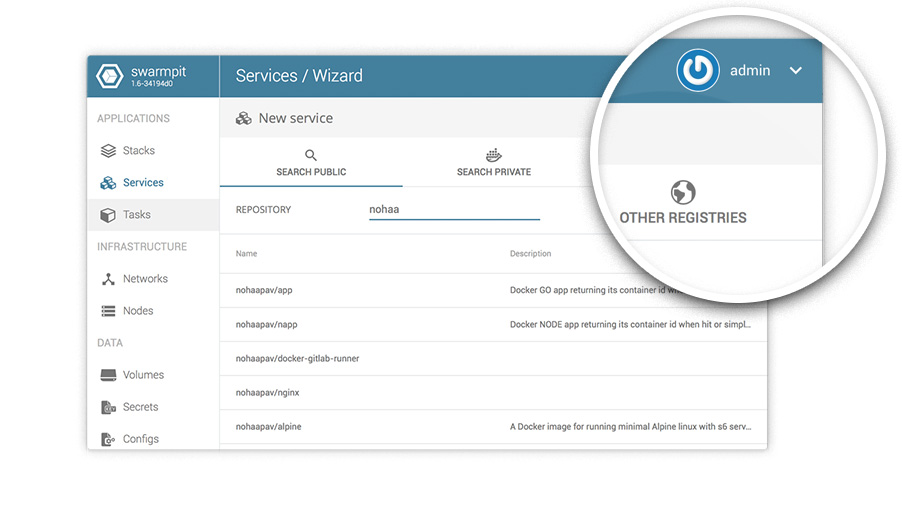 swarmpit
1.6-34194d0
Services / Wizard
admin
APPLICATIONS
New service
Stacks
SEARCH PUBLIC
SEARCH PRIVATE
OTHER REGISTRIES
Services
REPOSITORY
nohaa
Tasks
INFRASTRUCTURE
Name
Description
Networks
nohaapav/app
Docker GO app returning its container id
Nodes
nohaapav/napp
Docker NODE app returning its container id when hit or simpl...
DATA
nohaapav/docker-gitlab-runner
Volumes
nohaapav/nginx
Secrets
nohaapav/alpine
A Docker image for running minimal Alpine linux with s6 serv...
Configs